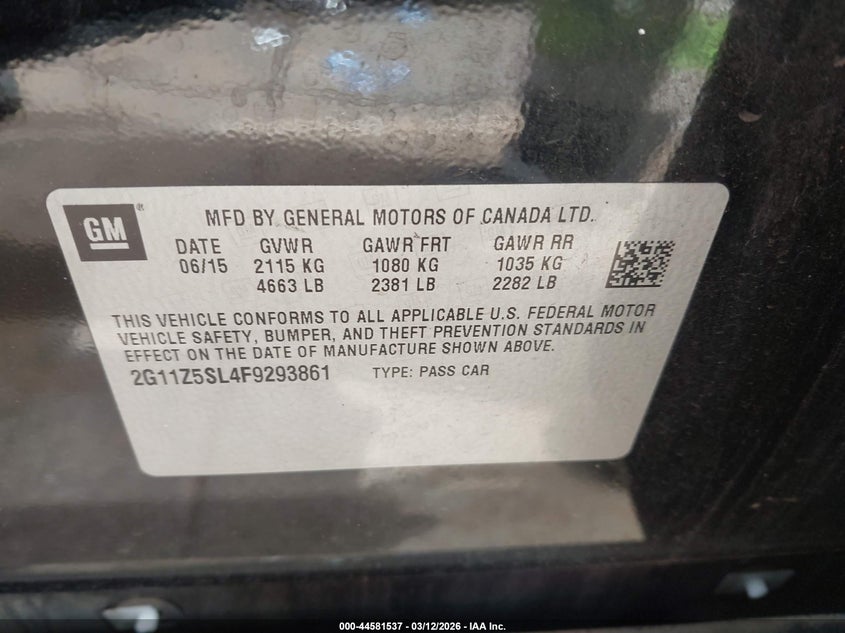 GM ®
MFD BY GENERAL MOTORS OF CANADA LTD.
DATE GVWR GAWR FRT GAWR RR
06/15 2115 KG 1080 KG 1035 KG
4663 LB 2381 LB 2282 LB
THIS VEHICLE CONFORMS TO ALL APPLICABLE U.S. FEDERAL MOTOR
VEHICLE SAFETY, BUMPER, AND THEFT PREVENTION STANDARDS IN
EFFECT ON THE DATE OF MANUFACTURE SHOWN ABOVE.
2G11Z5SL4F9293861 TYPE: PASS CAR
000-44581537 - 03/12/2026 - IAA Inc.